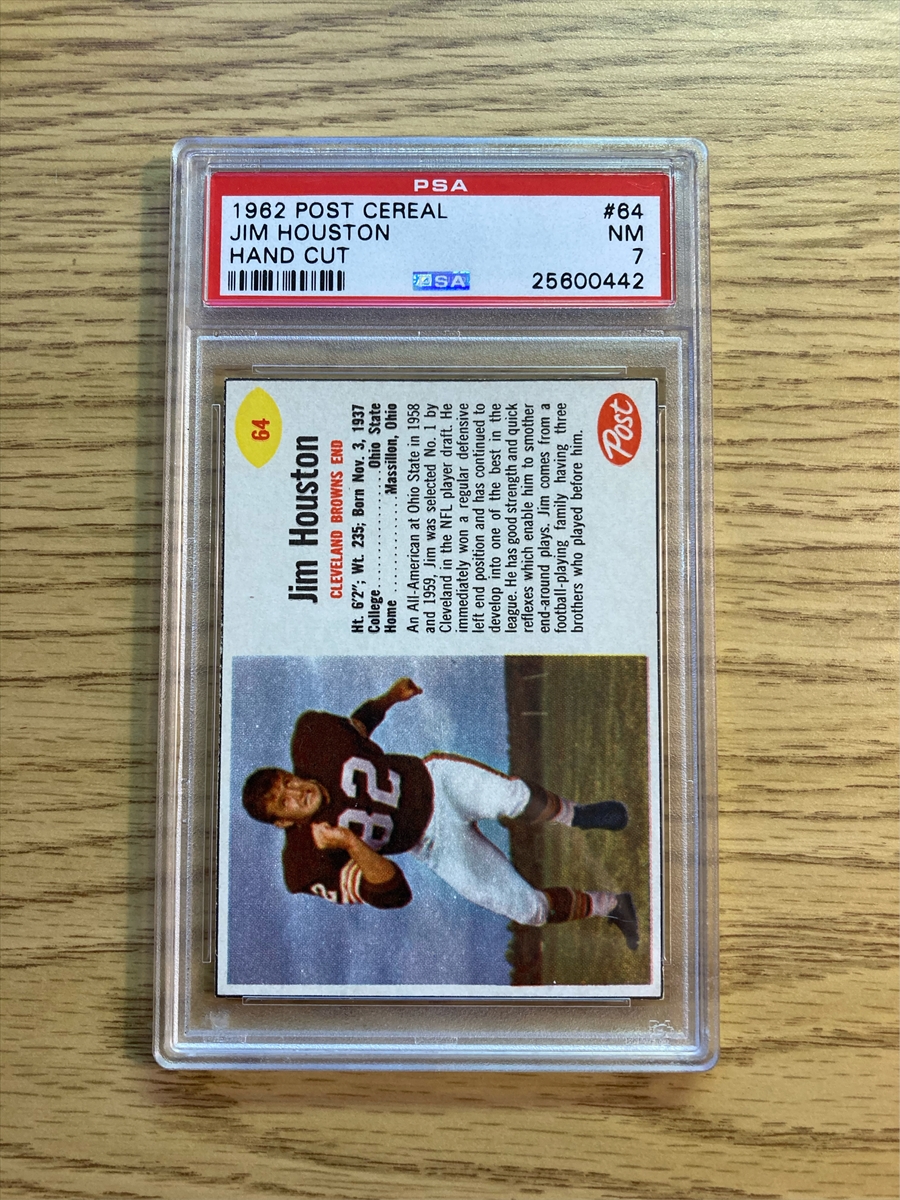 PSA
1962 POST CEREAL #64
JIM HOUSTON NM
HAND CUT 7
PSA 25600442
64
Jim Houston
CLEVELAND BROWNS END
Ht. 6'2"; Wt. 235; Born Nov. 3, 1937
College..............Ohio State
Home ............Massillon, Ohio
An All-American at Ohio State in 1958
and 1959, Jim was selected No. 1 by
Cleveland in the NFL player draft. He
immediately won a regular defensive
left end position and has continued to
develop into one of the best in the
league. He has good strength and quick
reflexes which enable him to smother
end-around plays. Jim comes from a
football-playing family having three
brothers who played before him.
Post
82
2